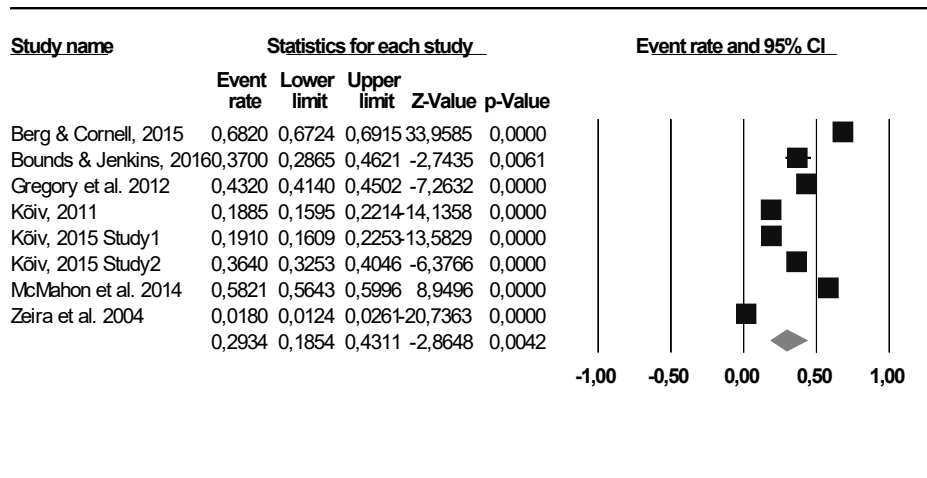 Study name Statistics for each study Event rate and 95% CI
Event Lower Upper
rate limit limit Z-Value p-Value
Berg & Cornell, 2015 0,6820 0,6724 0,6915 33,9585 0,0000
Bounds & Jenkins, 2016 0,3700 0,2865 0,4621 -2,7435 0,0061
Gregory et al. 2012 0,4320 0,4140 0,4502 -7,2632 0,0000
Kõiv, 2011 0,1885 0,1595 0,2214 -14,1358 0,0000
Kõiv, 2015 Study1 0,1910 0,1609 0,2253 -13,5829 0,0000
Kõiv, 2015 Study2 0,3640 0,3253 0,4046 -6,3766 0,0000
McMahon et al. 2014 0,5821 0,5643 0,5996 8,9496 0,0000
Zeira et al. 2004 0,0180 0,0124 0,0261 -20,7363 0,0000
0,2934 0,1854 0,4311 -2,8648 0,0042
-1,00 -0,50 0,00 0,50 1,00